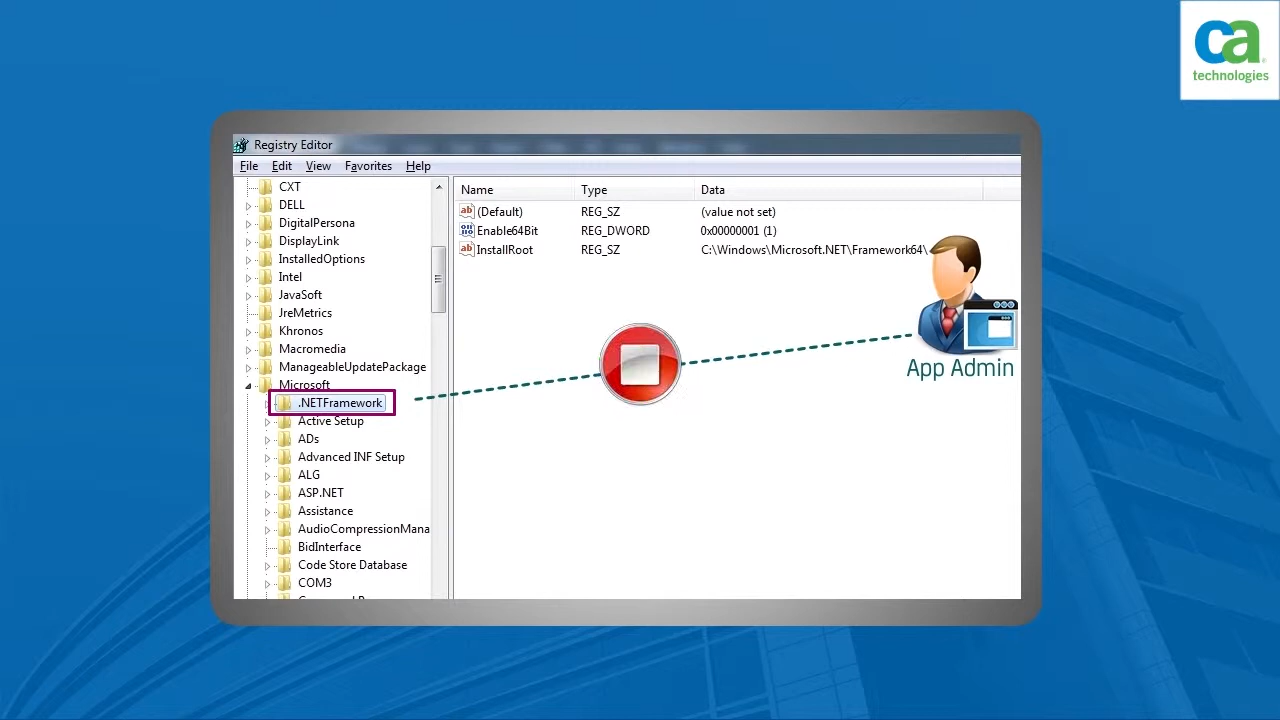 ca
technologies
Registry Editor
File Edit View Favorites Help
CXT
DELL
DigitalPersona
DisplayLink
InstalledOptions
Intel
JavaSoft
JreMetrics
Khronos
Macromedia
ManageableUpdatePackage
Microsoft
.NETFramework
Active Setup
ADs
Advanced INF Setup
ALG
ASP.NET
Assistance
AudioCompressionMana
BidInterface
Code Store Database
COM3
Name Type Data
(Default) REG_SZ (value not set)
Enable64Bit REG_DWORD 0x00000001 (1)
InstallRoot REG_SZ C:\Windows\Microsoft.NET\Framework64\
App Admin